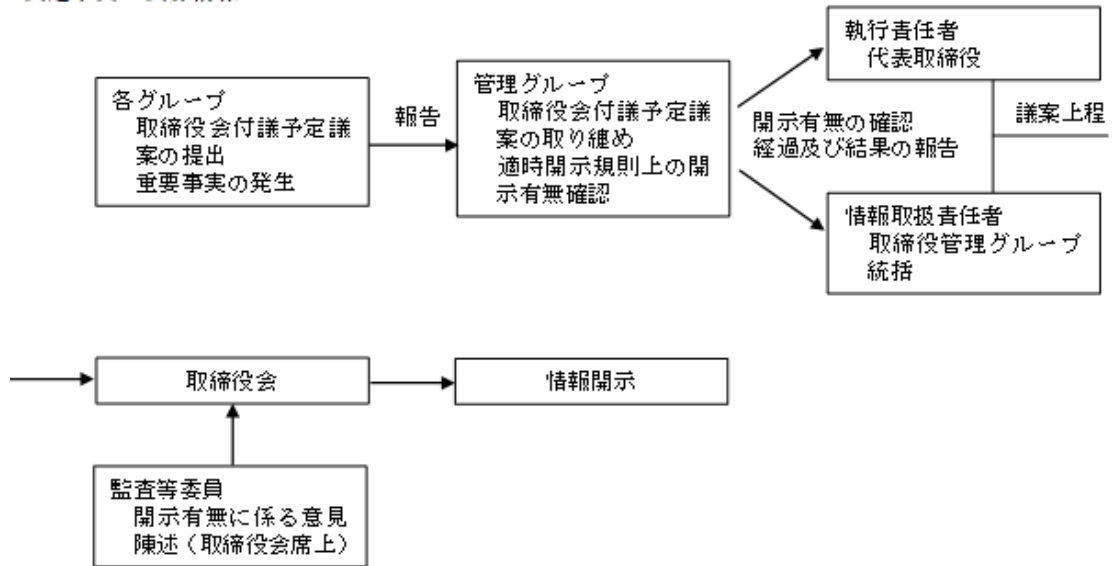 各グループ
取締役会付議予定議
案の提出
重要事実の発生
報告
管理グループ
取締役会付議予定議
案の取り纏め
適時開示規則上の開
示有無確認
開示有無の確認
経過及び結果の報告
執行責任者
代表取締役
議案上程
情報取扱責任者
取締役管理グループ
統括
取締役会
情報開示
監査等委員
開示有無に係る意見
陳述（取締役会席上）